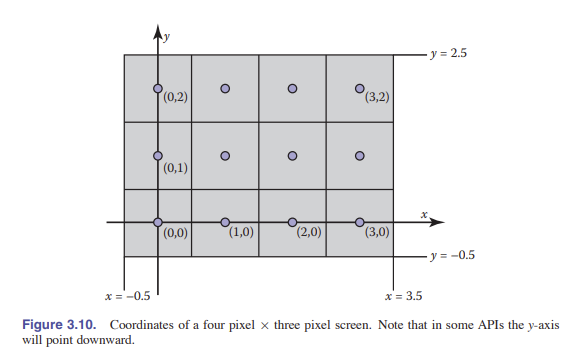 y
y = 2.5
(0,2)
(3,2)
(0,1)
x
(0,0)
(1,0)
(2,0)
(3,0)
y = –0.5
x = –0.5
x = 3.5
Figure 3.10. Coordinates of a four pixel × three pixel screen. Note that in some APIs the y-axis
will point downward.